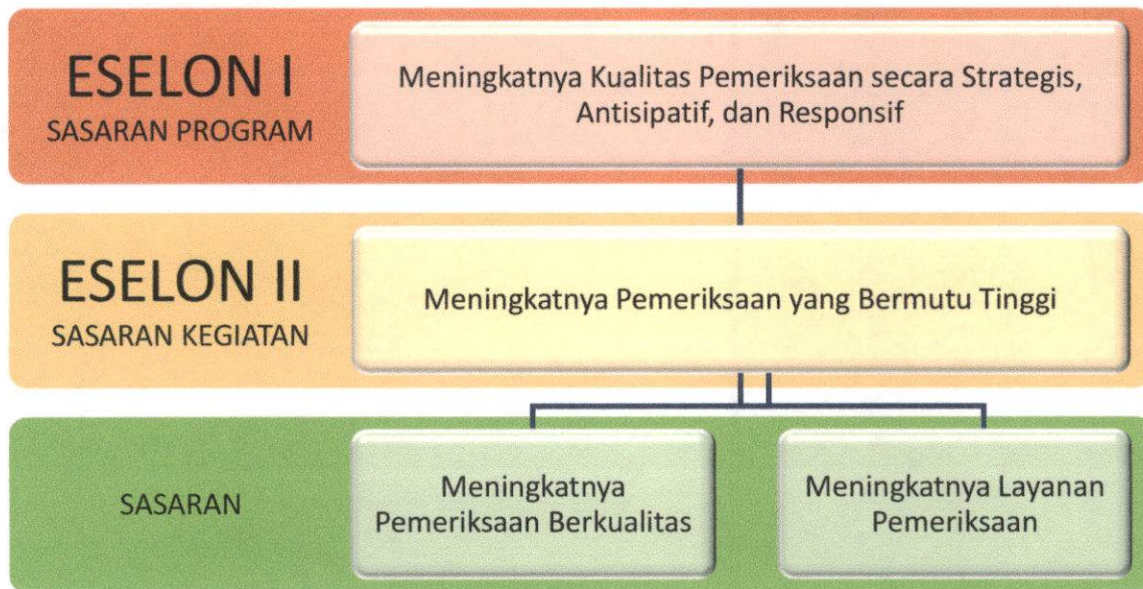 ESELON I
SASARAN PROGRAM
Meningkatnya Kualitas Pemeriksaan secara Strategis,
Antisipatif, dan Responsif
ESELON II
SASARAN KEGIATAN
Meningkatnya Pemeriksaan yang Bermutu Tinggi
SASARAN
Meningkatnya
Pemeriksaan Berkualitas
Meningkatnya Layanan
Pemeriksaan